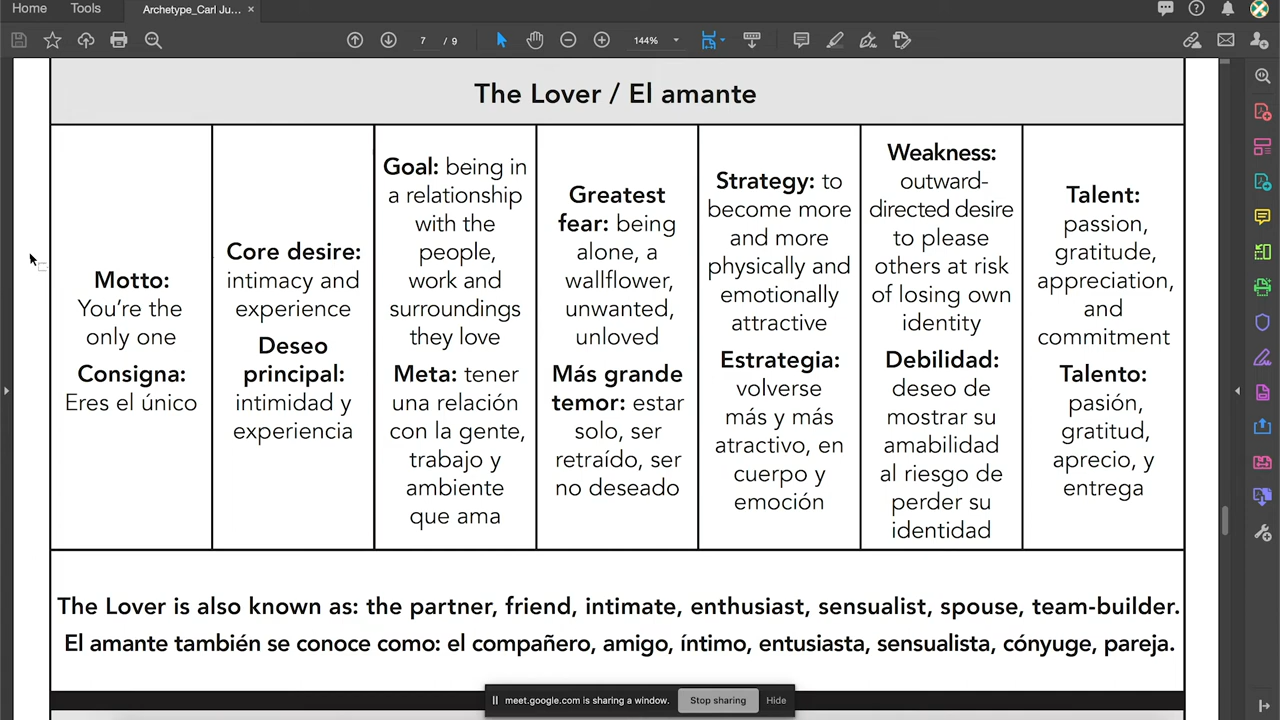 Home Tools Archetype_Carl Ju... ×
7 / 9 144%
The Lover / El amante
Motto:
You're the
only one
Consigna:
Eres el único
Core desire:
intimacy and
experience
Deseo
principal:
intimidad y
experiencia
Goal: being in
a relationship
with the
people,
work and
surroundings
they love
Meta: tener
una relación
con la gente,
trabajo y
ambiente
que ama
Greatest
fear: being
alone, a
wallflower,
unwanted,
unloved
Más grande
temor: estar
solo, ser
retraído, ser
no deseado
Strategy: to
become more
and more
physically and
emotionally
attractive
Estrategia:
volverse
más y más
atractivo, en
cuerpo y
emoción
Weakness:
outward-
directed desire
to please
others at risk
of losing own
identity
Debilidad:
deseo de
mostrar su
amabilidad
al riesgo de
perder su
identidad
Talent:
passion,
gratitude,
appreciation,
and
commitment
Talento:
pasión,
gratitud,
aprecio, y
entrega
The Lover is also known as: the partner, friend, intimate, enthusiast, sensualist, spouse, team-builder.
El amante también se conoce como: el compañero, amigo, íntimo, entusiasta, sensualista, cónyuge, pareja.
meet.google.com is sharing a window. Stop sharing Hide